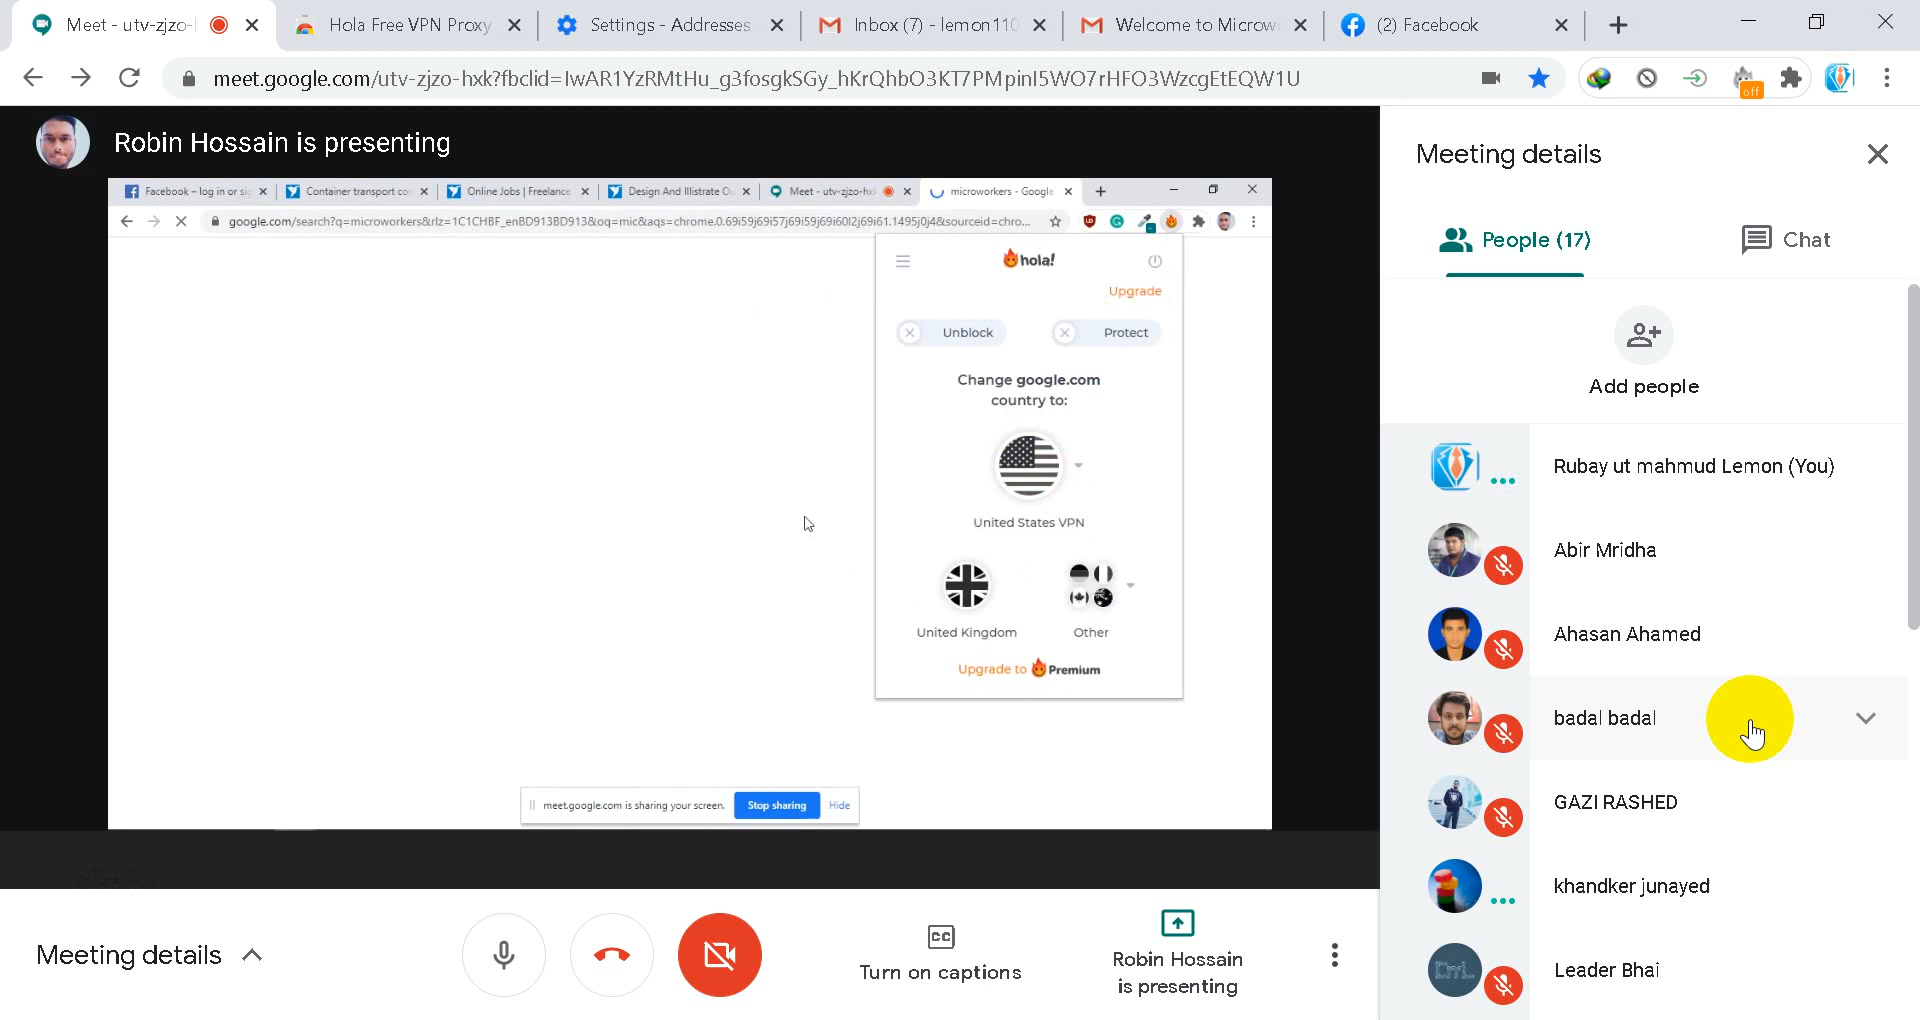 Meet - utv-zjzo-
Hola Free VPN Proxy
Settings - Addresses
Inbox (7) - lemon110
Welcome to Microw
(2) Facebook
meet.google.com/utv-zjzo-hxk?fbclid=IwAR1YzRMtHu_g3fosgkSGy_hKrQhbO3KT7PMpinI5WO7rHFO3WzcgEtEQW1U
off
Robin Hossain is presenting
Facebook – log in or si
Container transport co
Online Jobs | Freelance
Design And Illistrate O
Meet - utv-zjzo-hx
microworkers - Google
google.com/search?q=microworkers&rlz=1C1CHBF_enBD913BD913&oq=mic&aqs=chrome.0.69i59j69i57j69i59j69i60l2j69i61.1495j0j4&sourceid=chro...
hola!
Upgrade
Unblock
Protect
Change google.com
country to:
United States VPN
United Kingdom
Other
Upgrade to Premium
meet.google.com is sharing your screen.
Stop sharing
Hide
Meeting details
People (17)
Chat
Add people
Rubay ut mahmud Lemon (You)
Abir Mridha
Ahasan Ahamed
badal badal
GAZI RASHED
khandker junayed
Leader Bhai
Meeting details
Turn on captions
Robin Hossain
is presenting